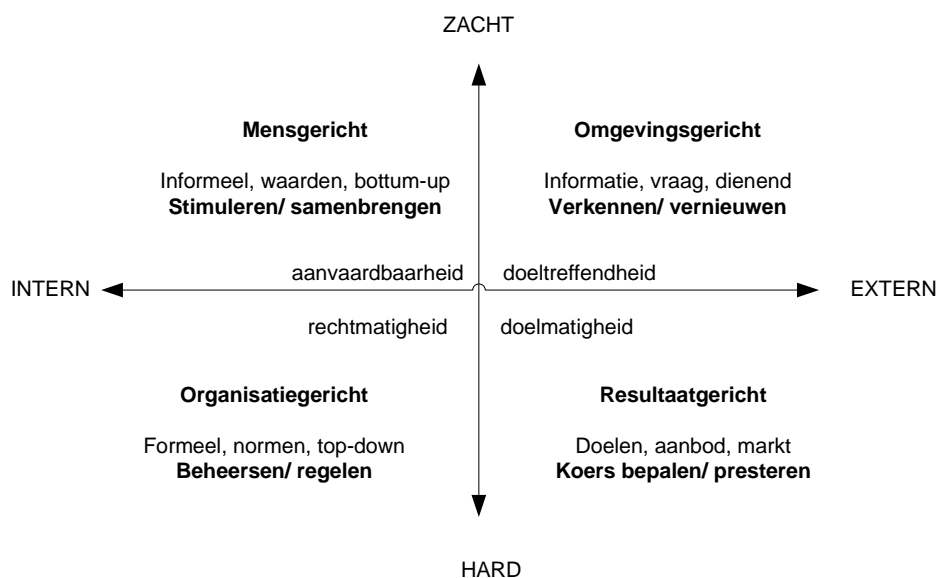 ZACHT
Mensgericht
Informeel, waarden, bottum-up
Stimuleren/ samenbrengen
Omgevingsgericht
Informatie, vraag, dienend
Verkennen/ vernieuwen
aanvaardbaarheid
doeltreffendheid
INTERN
EXTERN
rechtmatigheid
doelmatigheid
Organisatiegericht
Formeel, normen, top-down
Beheersen/ regelen
Resultaatgericht
Doelen, aanbod, markt
Koers bepalen/ presteren
HARD